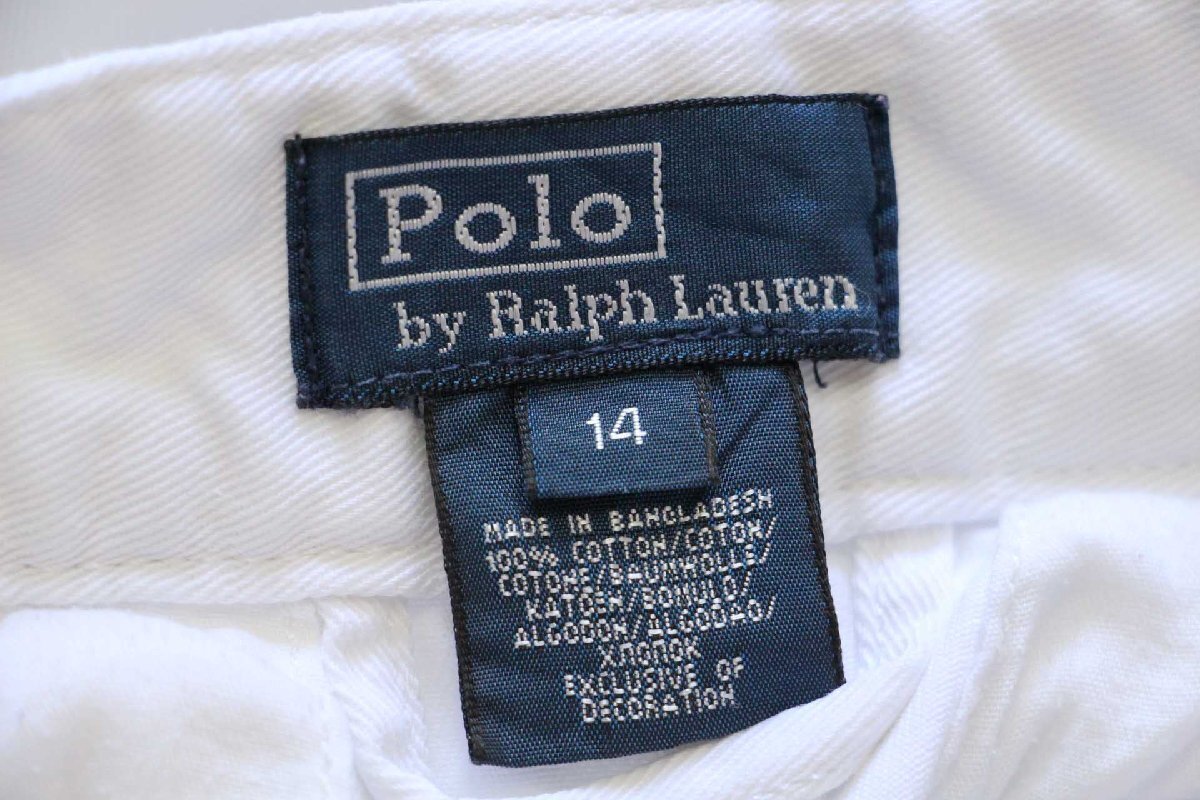 Polo
by Ralph Lauren
14
MADE IN BANGLADESH
100% COTTON/COTON/
COTONE/BAUMWOLLE/
KATOEN/BOMULD/
ALGODON/ALGODAO/
ХЛОПОК
EXCLUSIVE OF
DECORATION